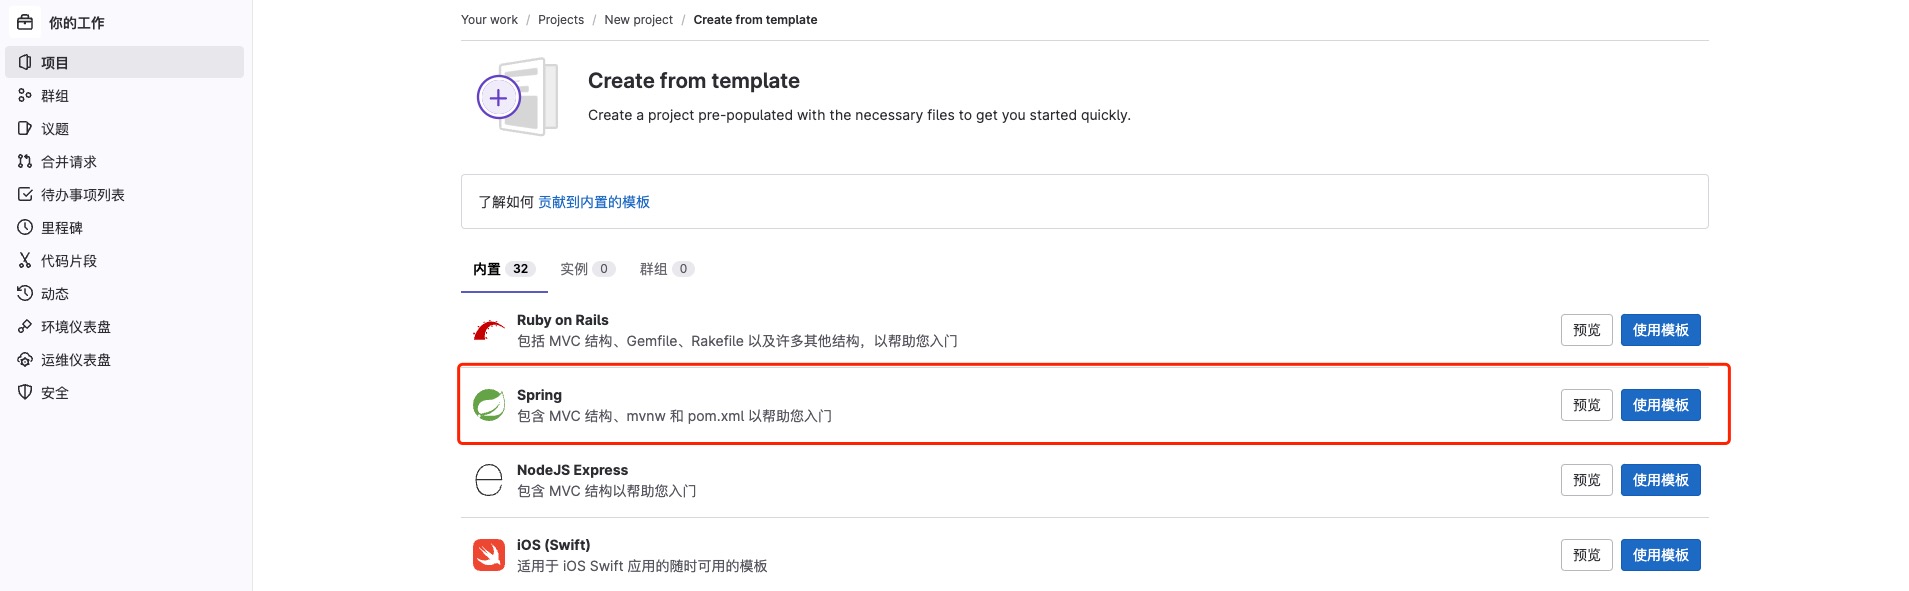 你的工作
项目
群组
议题
合并请求
待办事项列表
里程碑
代码片段
动态
环境仪表盘
运维仪表盘
安全
Your work / Projects / New project / Create from template
Create from template
Create a project pre-populated with the necessary files to get you started quickly.
了解如何 贡献到内置的模板
内置 32 实例 0 群组 0
Ruby on Rails
包括 MVC 结构、Gemfile、Rakefile 以及许多其他结构，以帮助您入门
预览 使用模板
Spring
包含 MVC 结构、mvnw 和 pom.xml 以帮助您入门
预览 使用模板
NodeJS Express
包含 MVC 结构以帮助您入门
预览 使用模板
iOS (Swift)
适用于 iOS Swift 应用的随时可用的模板
预览 使用模板